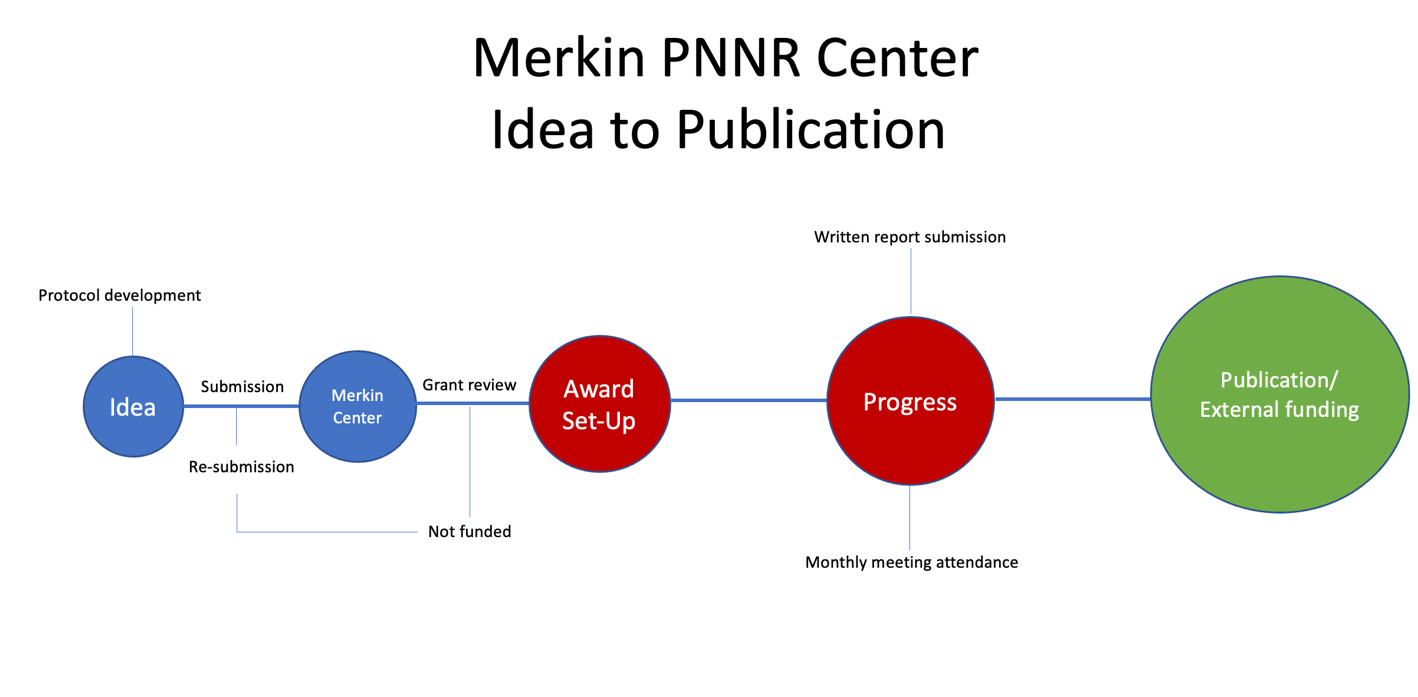 Merkin PNNR Center
Idea to Publication
Written report submission
Protocol development
Idea
Submission
Re-submission
Merkin
Center
Grant review
Not funded
Award
Set-Up
Progress
Monthly meeting attendance
Publication/
External funding